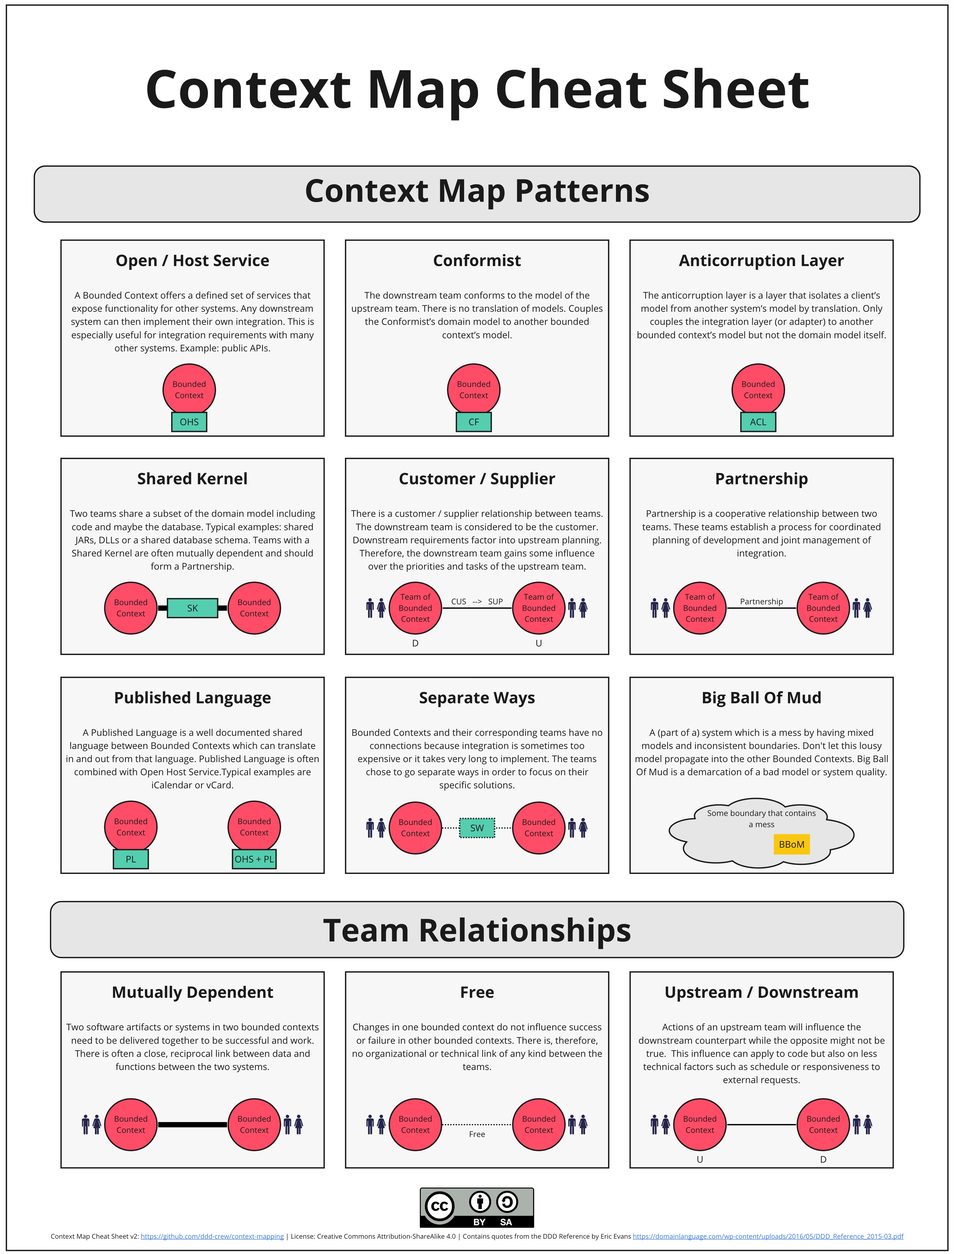 Context Map Cheat Sheet
Context Map Patterns
Open / Host Service
A Bounded Context offers a defined set of services that
expose functionality for other systems. Any downstream
system can then implement their own integration. This is
especially useful for integration requirements with many
other systems. Example: public APIs.
Bounded
Context
OHS
Conformist
The downstream team conforms to the model of the
upstream team. There is no translation of models. Couples
the Conformist's domain model to another bounded
context's model.
Bounded
Context
CF
Anticorruption Layer
The anticorruption layer is a layer that isolates a client's
model from another system's model by translation. Only
couples the integration layer (or adapter) to another
bounded context's model but not the domain model itself.
Bounded
Context
ACL
Shared Kernel
Two teams share a subset of the domain model including
code and maybe the database. Typical examples: shared
JARs, DLLs or a shared database schema. Teams with a
Shared Kernel are often mutually dependent and should
form a Partnership.
Bounded
Context
SK
Bounded
Context
Customer / Supplier
There is a customer / supplier relationship between teams.
The downstream team is considered to be the customer.
Downstream requirements factor into upstream planning.
Therefore, the downstream team gains some influence
over the priorities and tasks of the upstream team.
Team of
Bounded
Context
CUS --> SUP
Team of
Bounded
Context
D
U
Partnership
Partnership is a cooperative relationship between two
teams. These teams establish a process for coordinated
planning of development and joint management of
integration.
Team of
Bounded
Context
Partnership
Team of
Bounded
Context
Published Language
A Published Language is a well documented shared
language between Bounded Contexts which can translate
in and out from that language. Published Language is often
combined with Open Host Service.Typical examples are
iCalendar or vCard.
Bounded
Context
PL
Bounded
Context
OHS + PL
Separate Ways
Bounded Contexts and their corresponding teams have no
connections because integration is sometimes too
expensive or it takes very long to implement. The teams
chose to go separate ways in order to focus on their
specific solutions.
Bounded
Context
SW
Bounded
Context
Big Ball Of Mud
A (part of a) system which is a mess by having mixed
models and inconsistent boundaries. Don't let this lousy
model propagate into the other Bounded Contexts. Big Ball
Of Mud is a demarcation of a bad model or system quality.
Some boundary that contains
a mess
BBoM
Team Relationships
Mutually Dependent
Two software artifacts or systems in two bounded contexts
need to be delivered together to be successful and work.
There is often a close, reciprocal link between data and
functions between the two systems.
Bounded
Context
Bounded
Context
Free
Changes in one bounded context do not influence success
or failure in other bounded contexts. There is, therefore,
no organizational or technical link of any kind between the
teams.
Bounded
Context
Free
Bounded
Context
Upstream / Downstream
Actions of an upstream team will influence the
downstream counterpart while the opposite might not be
true. This influence can apply to code but also on less
technical factors such as schedule or responsiveness to
external requests.
Bounded
Context
Bounded
Context
U
D
cc
BY SA
Context Map Cheat Sheet v2: https://github.com/ddd-crew/context-mapping | License: Creative Commons Attribution-ShareAlike 4.0 | Contains quotes from the DDD Reference by Eric Evans https://domainlanguage.com/wp-content/uploads/2016/05/DDD_Reference_2015-03.pdf